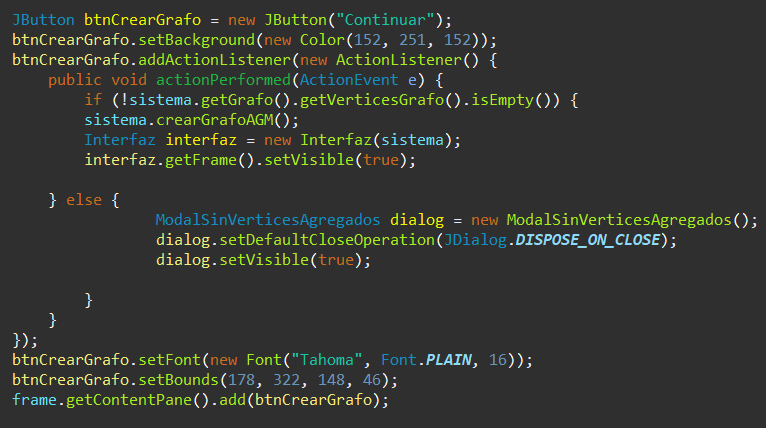 JButton btnCrearGrafo = new JButton("Continuar");
btnCrearGrafo.setBackground(new Color(152, 251, 152));
btnCrearGrafo.addActionListener(new ActionListener() {
    public void actionPerformed(ActionEvent e) {
        if (!sistema.getGrafo().getVerticesGrafo().isEmpty()) {
        sistema.crearGrafoAGM();
        Interfaz interfaz = new Interfaz(sistema);
        interfaz.getFrame().setVisible(true);

    } else {
                ModalSinVerticesAgregados dialog = new ModalSinVerticesAgregados();
                dialog.setDefaultCloseOperation(JDialog.DISPOSE_ON_CLOSE);
                dialog.setVisible(true);

        }
    }
});
btnCrearGrafo.setFont(new Font("Tahoma", Font.PLAIN, 16));
btnCrearGrafo.setBounds(178, 322, 148, 46);
frame.getContentPane().add(btnCrearGrafo);